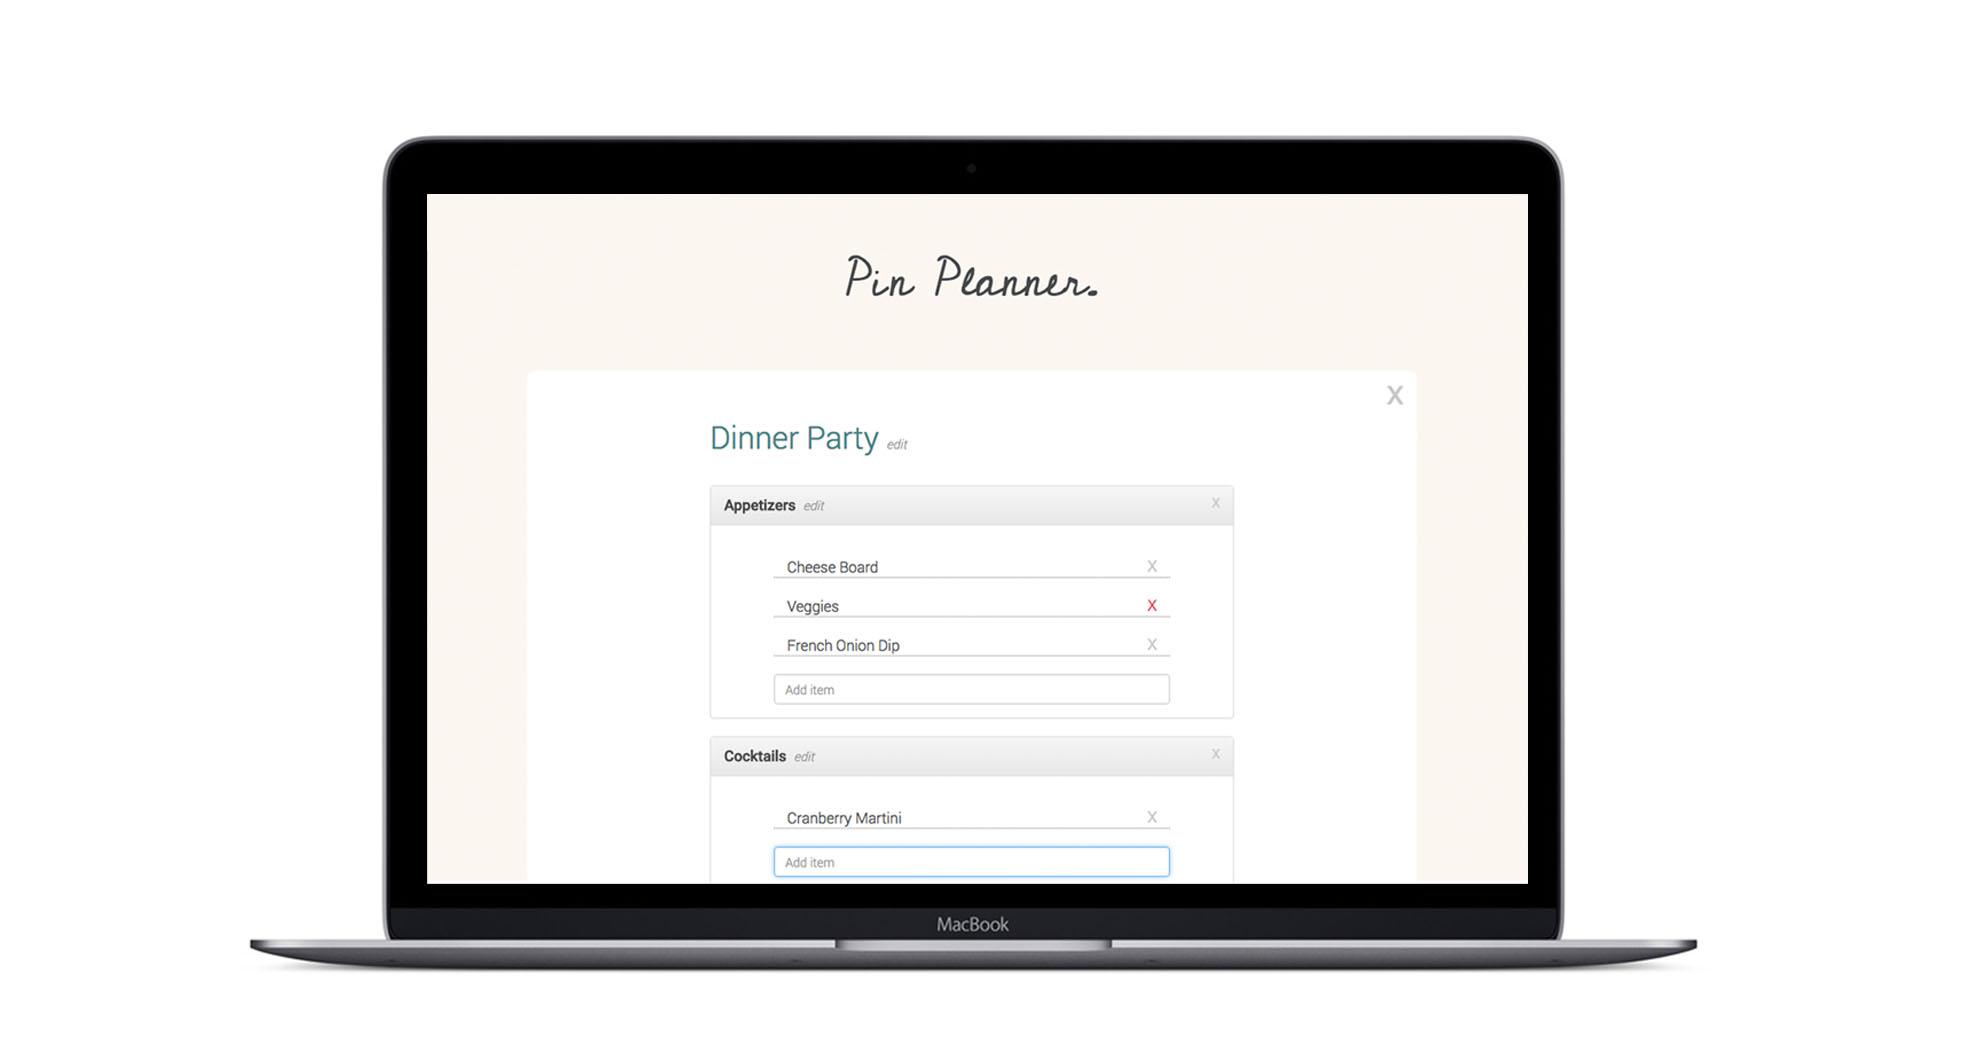 Pin Planner.
X
Dinner Party edit
Appetizers edit X
Cheese Board X
Veggies X
French Onion Dip X
Add item
Cocktails edit X
Cranberry Martini X
Add item
MacBook